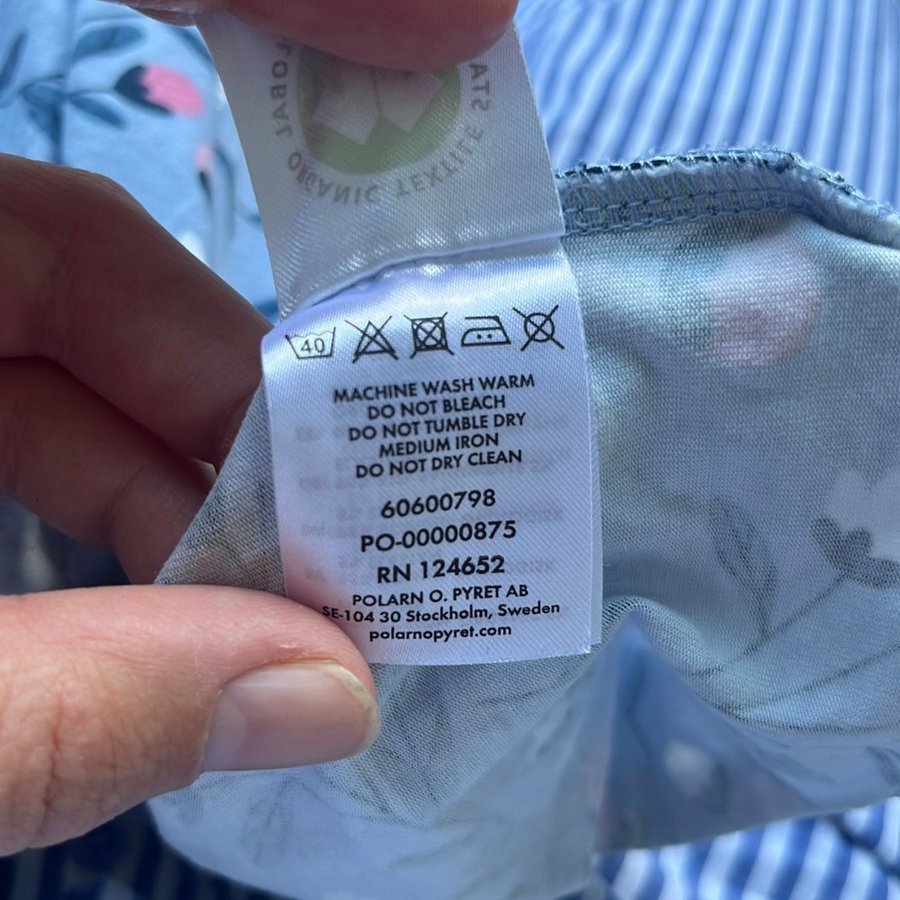 GLOBAL ORGANIC TEXTILE STA
40
MACHINE WASH WARM
DO NOT BLEACH
DO NOT TUMBLE DRY
MEDIUM IRON
DO NOT DRY CLEAN
60600798
PO-00000875
RN 124652
POLARN O. PYRET AB
SE-104 30 Stockholm, Sweden
polarnopyret.com